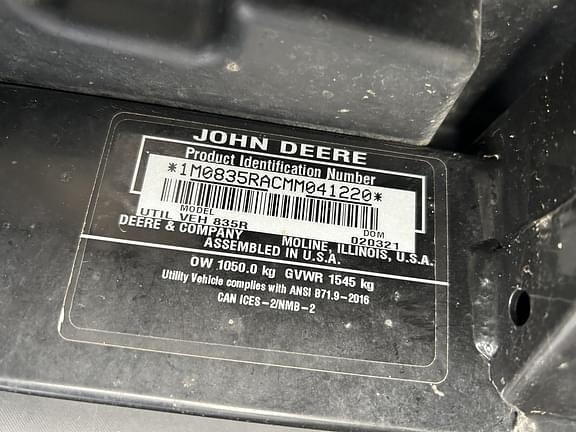 JOHN DEERE
Product Identification Number
*1M0835RACMM041220*
MODEL DOM
UTIL VEH 835R 020321
DEERE & COMPANY MOLINE, ILLINOIS, U.S.A.
ASSEMBLED IN U.S.A.
OW 1050.0 kg GVWR 1545 kg
Utility Vehicle complies with ANSI B71.9-2016
CAN ICES-2/NMB-2